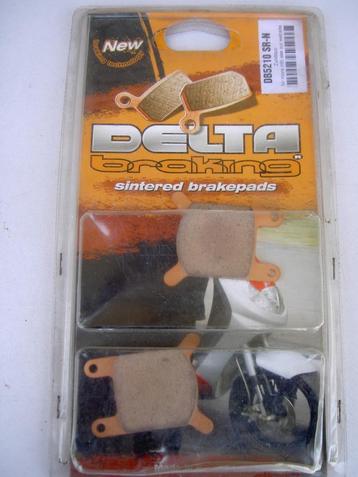 New
DELTA
braking
®
sintered brakepads
DB5210 SR-N